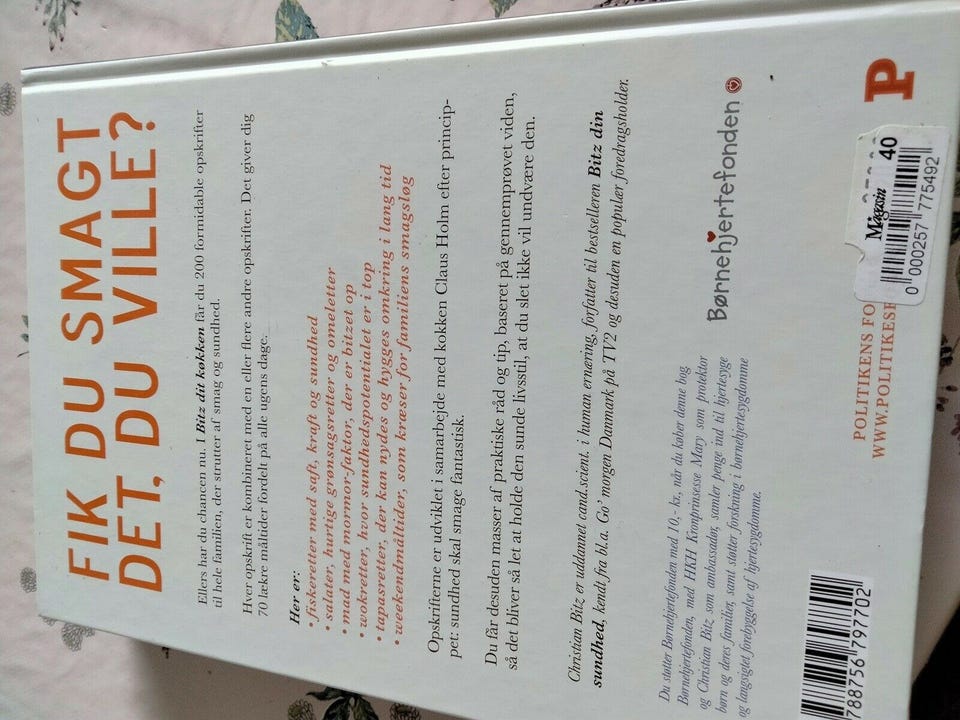 FIK DU SMAGT
DET, DU VILLE?
Ellers har du chancen nu. I Bitz dit køkken får du 200 formidable opskrifter
til hele familien, der strutter af smag og sundhed.
Hver opskrift er kombineret med en eller flere andre opskrifter. Det giver dig
70 lækre måltider fordelt på alle ugens dage.
Her er:
• fiskeretter med saft, kraft og sundhed
• salater, hurtige grønsagsretter og omeletter
• mad med mormor-faktor, der er bitzet op
• wokretter, hvor sundhedspotentialet er i top
• tapasretter, der kan nydes og hygges omkring i lang tid
• weekendmåltider, som kræser for familiens smagsløg
Opskrifterne er udviklet i samarbejde med kokken Claus Holm efter princip-
pet: sundhed skal smage fantastisk.
Du får desuden masser af praktiske råd og tip, baseret på gennemprøvet viden,
så det bliver så let at holde den sunde livsstil, at du slet ikke vil undvære den.
Christian Bitz er uddannet cand.scient. i human ernæring, forfatter til bestselleren Bitz din
sundhed, kendt fra bl.a. Go' morgen Danmark på TV2 og desuden en populær foredragsholder.
Du støtter Børnehjertefonden med 10,- kr., når du køber denne bog
Børnehjertefonden, med HKH Kronprinsesse Mary som protektor
og Christian Bitz som ambassadør, samler penge ind til hjertesyge
børn og deres familier, samt støtter forskning i børnehjertesygdomme
og langsigtet forebyggelse af hjertesygdomme.
Børnehjertefonden
POLITIKENS FO
WWW.POLITIKENSE
P
Magasin
40
0 000257 775492
788756 797702